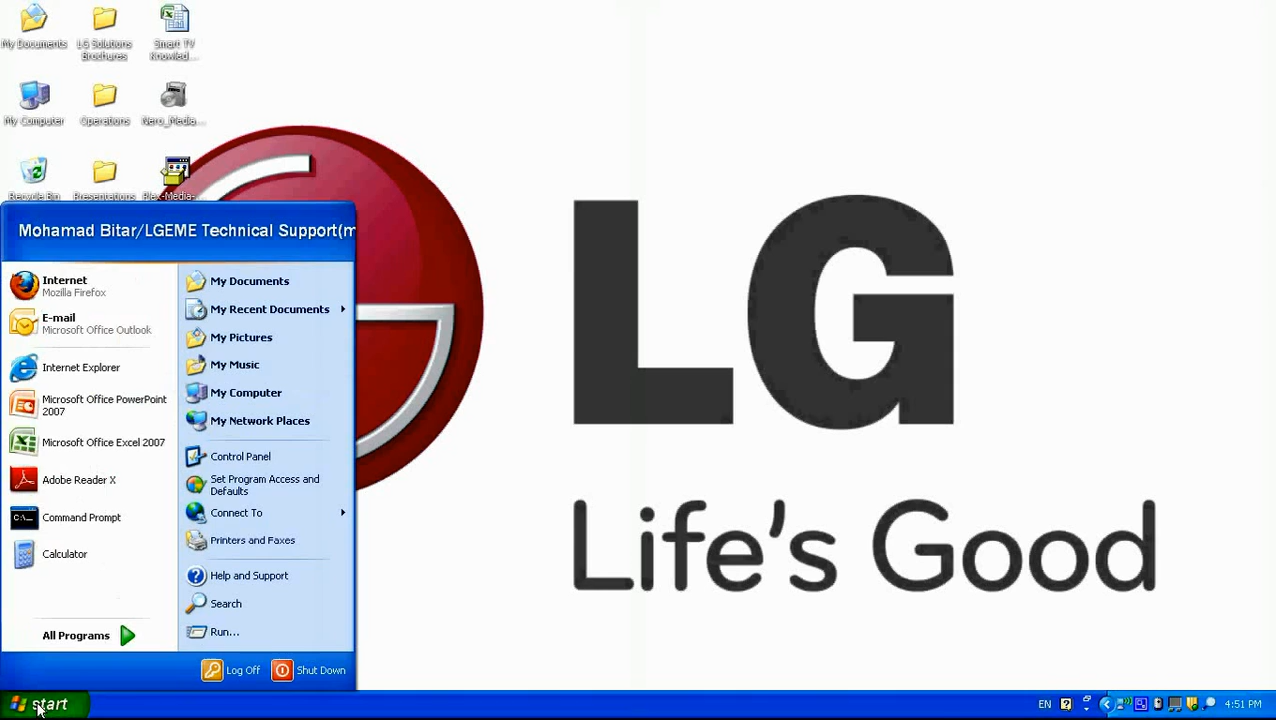 My Documents
LG Solutions
Brochures
Smart TV
Knowled...
My Computer
Operations
Nero_Media...
Recycle Bin
Presentations
Plex-Media-...
Mohamad Bitar/LGEME Technical Support(m
Internet
Mozilla Firefox
E-mail
Microsoft Office Outlook
Internet Explorer
Microsoft Office PowerPoint
2007
Microsoft Office Excel 2007
Adobe Reader X
Command Prompt
Calculator
All Programs
My Documents
My Recent Documents
My Pictures
My Music
My Computer
My Network Places
Control Panel
Set Program Access and
Defaults
Connect To
Printers and Faxes
Help and Support
Search
Run...
Log Off
Shut Down
LG
Life's Good
start
EN
4:51 PM